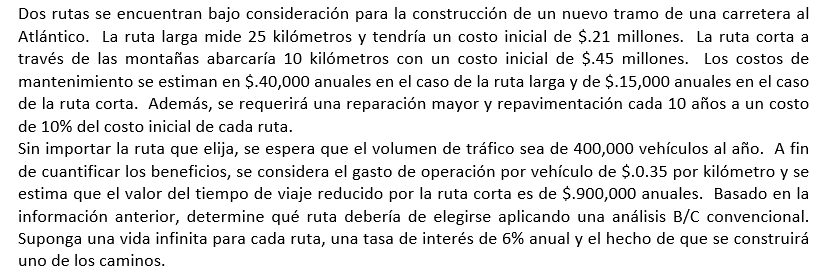 Dos rutas se encuentran bajo consideración para la construcción de un nuevo tramo de una carretera al
Atlántico. La ruta larga mide 25 kilómetros y tendría un costo inicial de $.21 millones. La ruta corta a
través de las montañas abarcaría 10 kilómetros con un costo inicial de $.45 millones. Los costos de
mantenimiento se estiman en $.40,000 anuales en el caso de la ruta larga y de $.15,000 anuales en el caso
de la ruta corta. Además, se requerirá una reparación mayor y repavimentación cada 10 años a un costo
de 10% del costo inicial de cada ruta.
Sin importar la ruta que elija, se espera que el volumen de tráfico sea de 400,000 vehículos al año. A fin
de cuantificar los beneficios, se considera el gasto de operación por vehículo de $.0.35 por kilómetro y se
estima que el valor del tiempo de viaje reducido por la ruta corta es de $.900,000 anuales. Basado en la
información anterior, determine qué ruta debería de elegirse aplicando una análisis B/C convencional.
Suponga una vida infinita para cada ruta, una tasa de interés de 6% anual y el hecho de que se construirá
uno de los caminos.